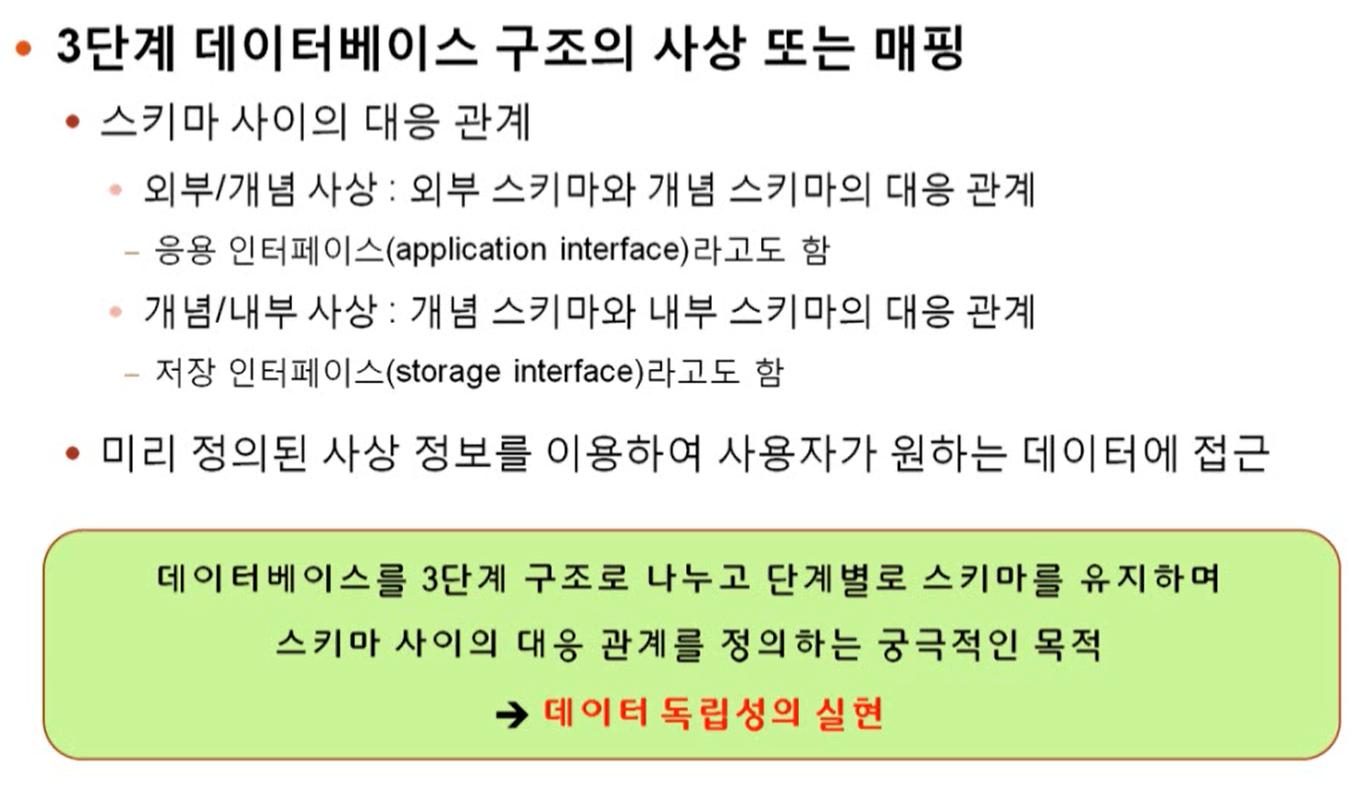 • 3단계 데이터베이스 구조의 사상 또는 매핑
• 스키마 사이의 대응 관계
• 외부/개념 사상 : 외부 스키마와 개념 스키마의 대응 관계
– 응용 인터페이스(application interface)라고도 함
• 개념/내부 사상 : 개념 스키마와 내부 스키마의 대응 관계
– 저장 인터페이스(storage interface)라고도 함
• 미리 정의된 사상 정보를 이용하여 사용자가 원하는 데이터에 접근
데이터베이스를 3단계 구조로 나누고 단계별로 스키마를 유지하며
스키마 사이의 대응 관계를 정의하는 궁극적인 목적
➔ 데이터 독립성의 실현